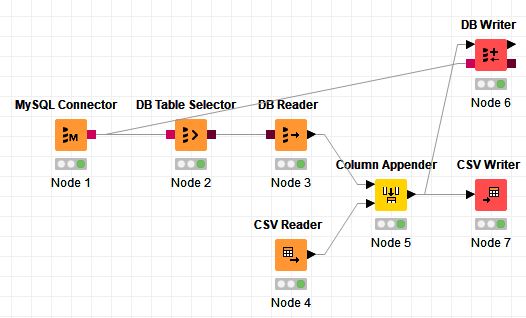 DB Writer
Node 6
MySQL Connector
DB Table Selector
DB Reader
M
Node 1
Node 2
Node 3
Column Appender
CSV Writer
CSV Reader
Node 5
Node 7
Node 4